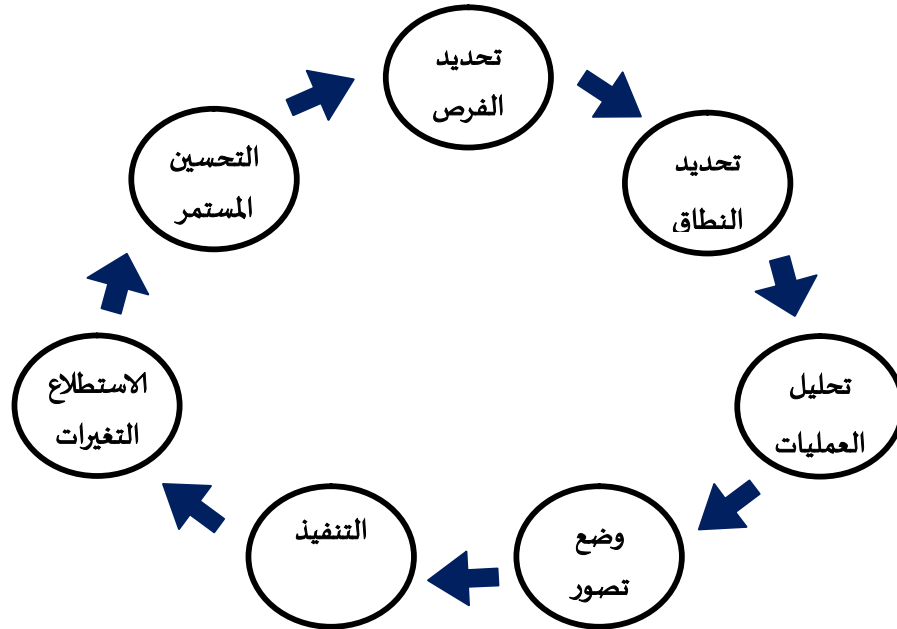 تحديد
الفرص
تحديد
النطاق
تحليل
العمليات
وضع
تصور
التنفيذ
الاستطلاع
التغيرات
التحسين
المستمر